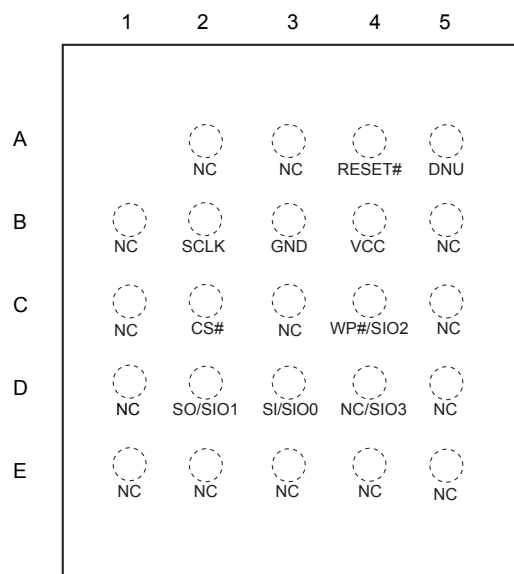 1 2 3 4 5
A
NC NC RESET# DNU
B
NC SCLK GND VCC NC
C
NC CS# NC WP#/SIO2 NC
D
NC SO/SIO1 SI/SIO0 NC/SIO3 NC
E
NC NC NC NC NC